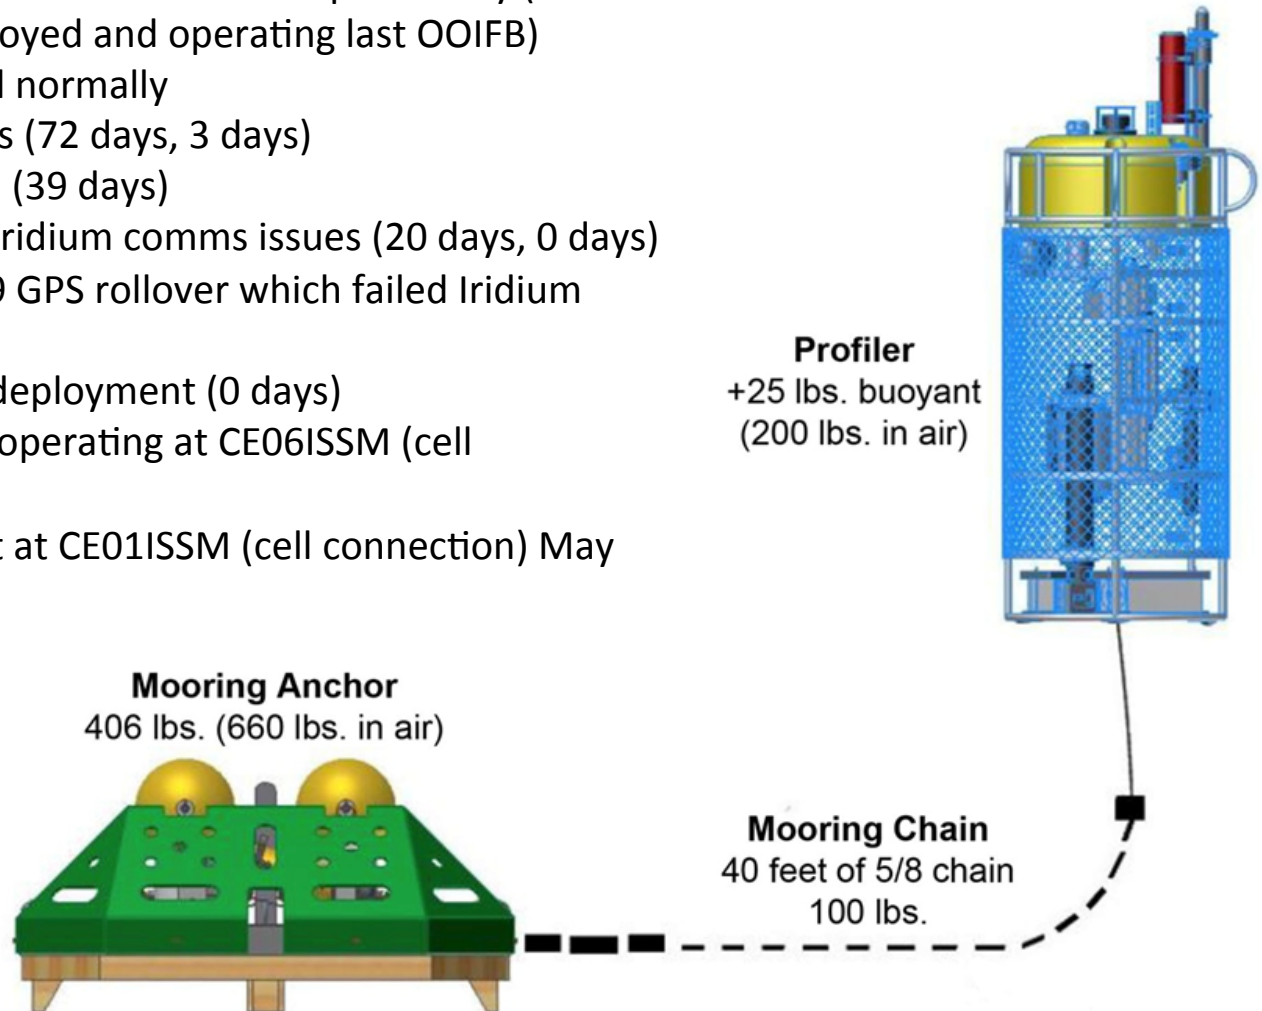 oyed and operating last OOIFB)
normally
s (72 days, 3 days)
(39 days)
ridium comms issues (20 days, 0 days)
9 GPS rollover which failed Iridium
deployment (0 days)
operating at CE06ISSM (cell
t at CE01ISSM (cell connection) May
Profiler
+25 lbs. buoyant
(200 lbs. in air)
Mooring Anchor
406 lbs. (660 lbs. in air)
Mooring Chain
40 feet of 5/8 chain
100 lbs.